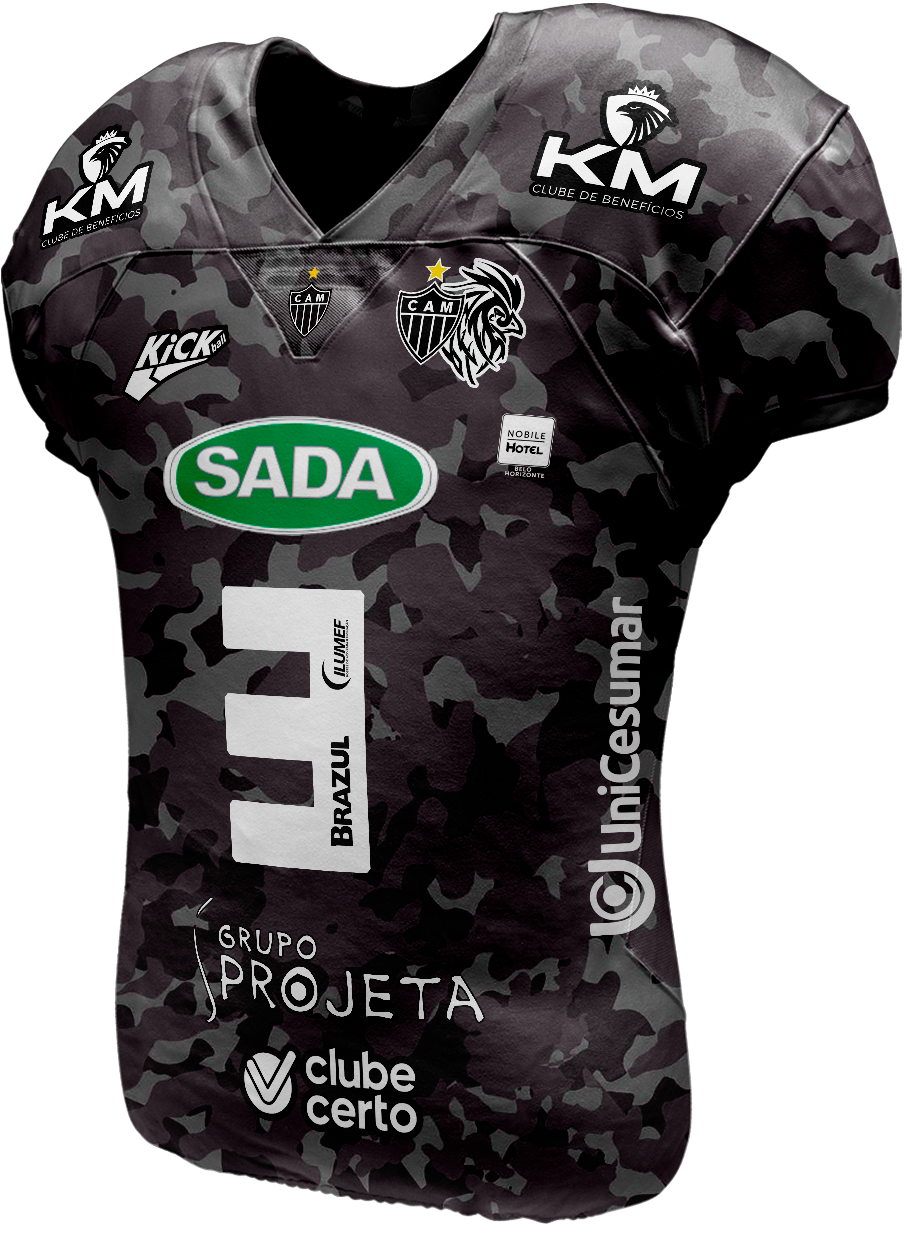 KM
CLUBE DE BENEFÍCIOS
KM
CLUBE DE BENEFÍCIOS
CAM
CAM
KiCK
ball
SADA
NOBILE
HOTEL
BELO
HORIZONTE
ILUMEF
BRAZUL
UniCesumar
GRUPO
PROJETA
clube
certo